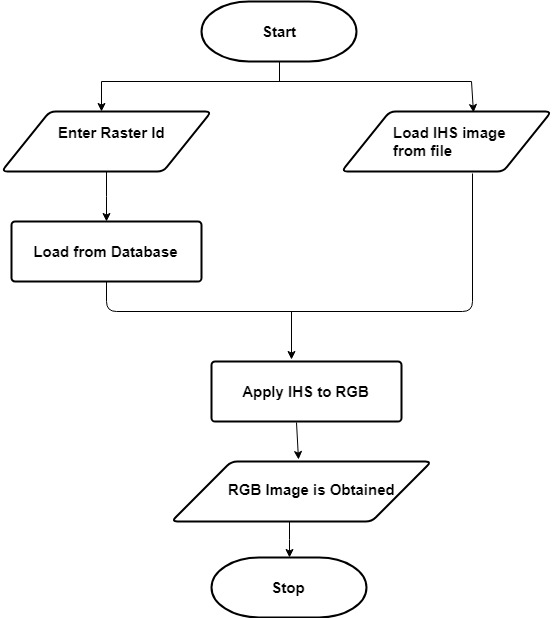 Start
Enter Raster Id
Load IHS image
from file
Load from Database
Apply IHS to RGB
RGB Image is Obtained
Stop